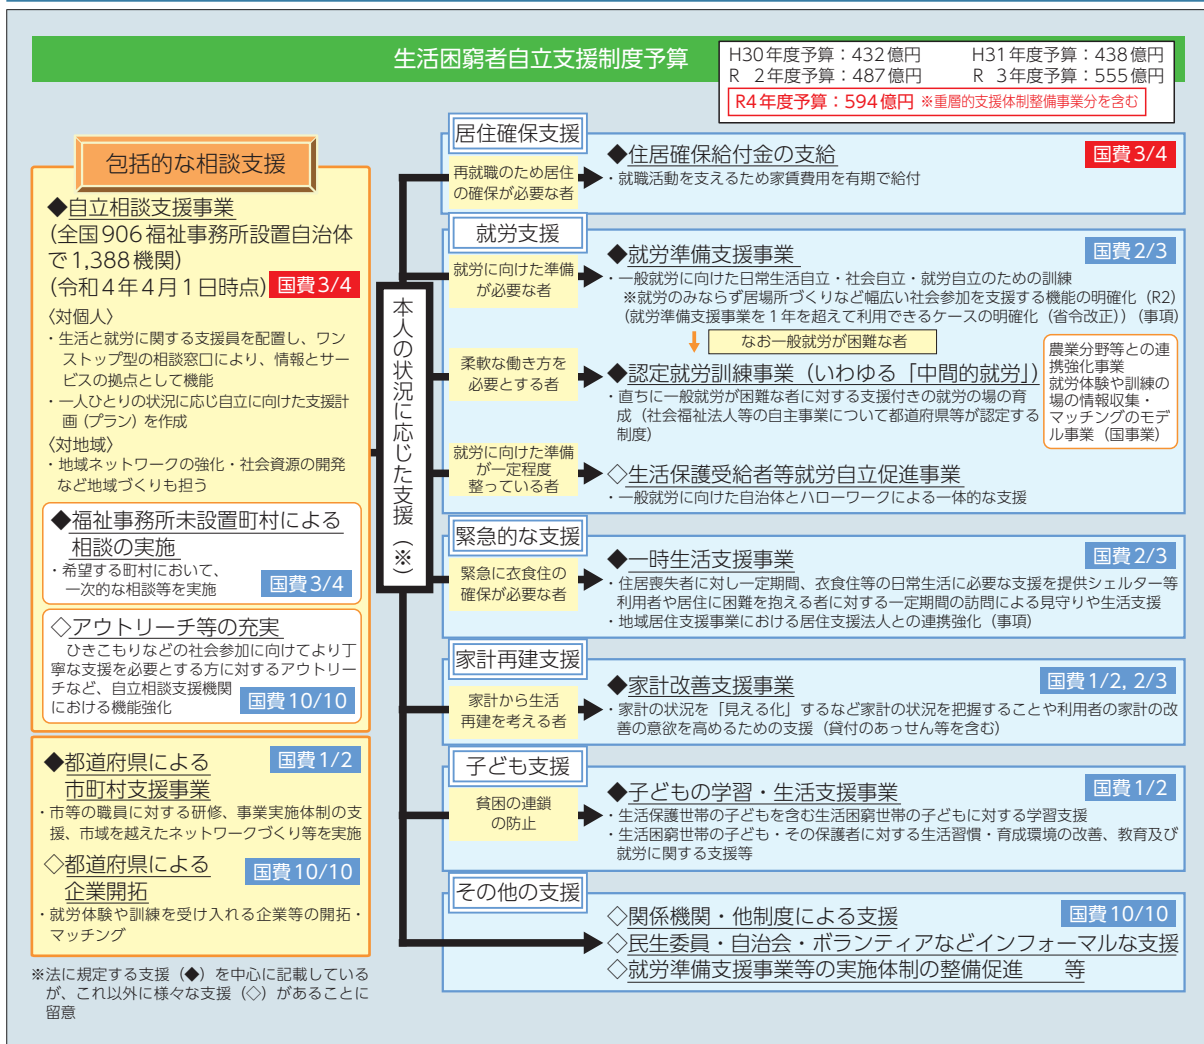 生活困窮者自立支援制度予算
H30年度予算：432億円 H31年度予算：438億円
R 2年度予算：487億円 R 3年度予算：555億円
R4年度予算：594億円 ※重層的支援体制整備事業分を含む
包括的な相談支援
◆自立相談支援事業
(全国906福祉事務所設置自治体
で1,388機関)
(令和4年4月1日時点) 国費3/4
〈対個人〉
・生活と就労に関する支援員を配置し、ワン
ストップ型の相談窓口により、情報とサー
ビスの拠点として機能
・一人ひとりの状況に応じ自立に向けた支援計
画（プラン）を作成
〈対地域〉
・地域ネットワークの強化・社会資源の開発
など地域づくりも担う
◆福祉事務所未設置町村による
相談の実施
・希望する町村において、
一次的な相談等を実施
国費3/4
◇アウトリーチ等の充実
ひきこもりなどの社会参加に向けてより丁
寧な支援を必要とする方に対するアウトリー
チなど、自立相談支援機関
における機能強化
国費10/10
◆都道府県による
市町村支援事業
国費1/2
・市等の職員に対する研修、事業実施体制の支
援、市域を越えたネットワークづくり等を実施
◇都道府県による
企業開拓
国費10/10
・就労体験や訓練を受け入れる企業等の開拓・
マッチング
※法に規定する支援（◆）を中心に記載している
が、これ以外に様々な支援（◇）があることに
留意
本人の状況に応じた支援（※）
居住確保支援
再就職のため居住
の確保が必要な者
◆住居確保給付金の支給
国費3/4
・就職活動を支えるため家賃費用を有期で給付
就労支援
就労に向けた準備
が必要な者
◆就労準備支援事業
国費2/3
・一般就労に向けた日常生活自立・社会自立・就労自立のための訓練
※就労のみならず居場所づくりなど幅広い社会参加を支援する機能の明確化（R2）
（就労準備支援事業を1年を超えて利用できるケースの明確化（省令改正））（事項）
なお一般就労が困難な者
柔軟な働き方を
必要とする者
◆認定就労訓練事業（いわゆる「中間的就労」）
・直ちに一般就労が困難な者に対する支援付きの就労の場の育
成（社会福祉法人等の自主事業について都道府県等が認定する
制度）
農業分野等との連
携強化事業
就労体験や訓練の
場の情報収集・
マッチングのモデ
ル事業（国事業）
就労に向けた準備
が一定程度
整っている者
◇生活保護受給者等就労自立促進事業
・一般就労に向けた自治体とハローワークによる一体的な支援
緊急的な支援
緊急に衣食住の
確保が必要な者
◆一時生活支援事業
国費2/3
・住居喪失者に対し一定期間、衣食住等の日常生活に必要な支援を提供シェルター等
利用者や居住に困難を抱える者に対する一定期間の訪問による見守りや生活支援
・地域居住支援事業における居住支援法人との連携強化（事項）
家計再建支援
家計から生活
再建を考える者
◆家計改善支援事業
国費1/2, 2/3
・家計の状況を「見える化」するなど家計の状況を把握することや利用者の家計の改
善の意欲を高めるための支援（貸付のあっせん等を含む）
子ども支援
貧困の連鎖
の防止
◆子どもの学習・生活支援事業
国費1/2
・生活保護世帯の子どもを含む生活困窮世帯の子どもに対する学習支援
・生活困窮世帯の子ども・その保護者に対する生活習慣・育成環境の改善、教育及び
就労に関する支援等
その他の支援
◇関係機関・他制度による支援
国費10/10
◇民生委員・自治会・ボランティアなどインフォーマルな支援
◇就労準備支援事業等の実施体制の整備促進 等